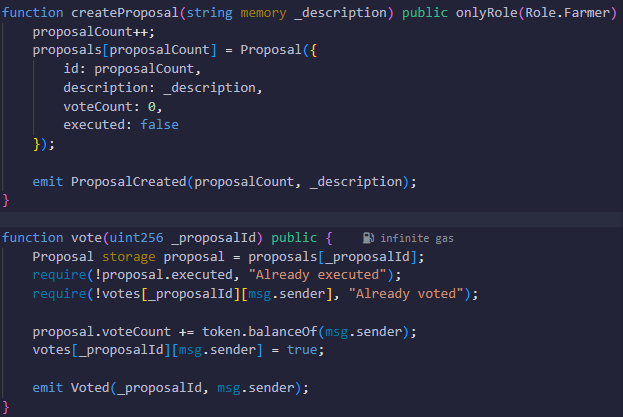 function createProposal(string memory _description) public onlyRole(Role.Farmer)
    proposalCount++;
    proposals[proposalCount] = Proposal({
        id: proposalCount,
        description: _description,
        voteCount: 0,
        executed: false
    });

    emit ProposalCreated(proposalCount, _description);
}

function vote(uint256 _proposalId) public {    infinite gas
    Proposal storage proposal = proposals[_proposalId];
    require(!proposal.executed, "Already executed");
    require(!votes[_proposalId][msg.sender], "Already voted");

    proposal.voteCount += token.balanceOf(msg.sender);
    votes[_proposalId][msg.sender] = true;

    emit Voted(_proposalId, msg.sender);
}